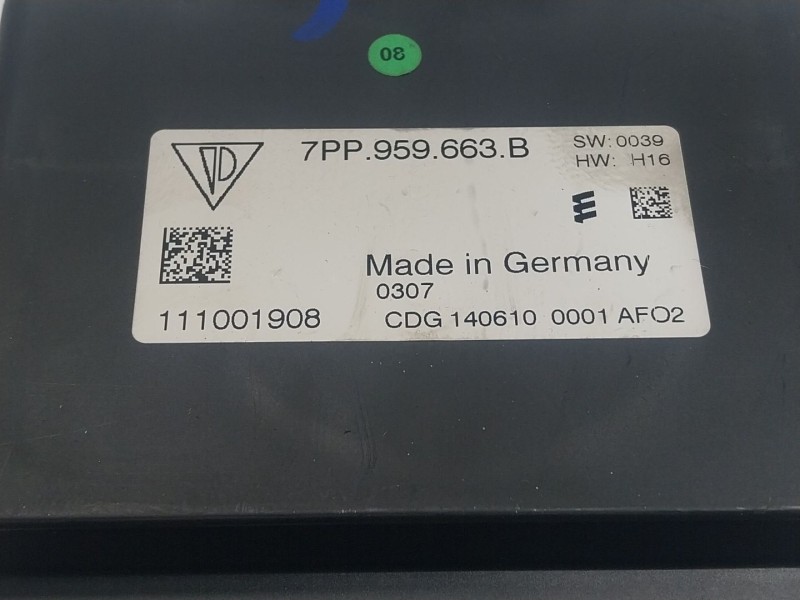 08
7PP.959.663.B
SW: 0039
HW: H16
Made in Germany
0307
111001908
CDG 140610 0001 AFO2